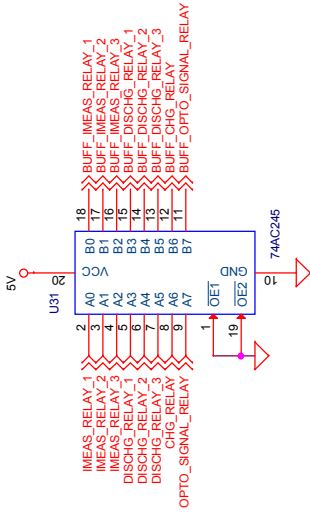 5V
U31
20
VCC
IMEAS_RELAY_1 2 A0 B0 18 BUFF_IMEAS_RELAY_1
IMEAS_RELAY_2 3 A1 B1 17 BUFF_IMEAS_RELAY_2
IMEAS_RELAY_3 4 A2 B2 16 BUFF_IMEAS_RELAY_3
DISCHG_RELAY_1 5 A3 B3 15 BUFF_DISCHG_RELAY_1
DISCHG_RELAY_2 6 A4 B4 14 BUFF_DISCHG_RELAY_2
DISCHG_RELAY_3 7 A5 B5 13 BUFF_DISCHG_RELAY_3
CHG_RELAY 8 A6 B6 12 BUFF_CHG_RELAY
OPTO_SIGNAL_RELAY 9 A7 B7 11 BUFF_OPTO_SIGNAL_RELAY
1 OE1
19 OE2
GND
10
74AC245